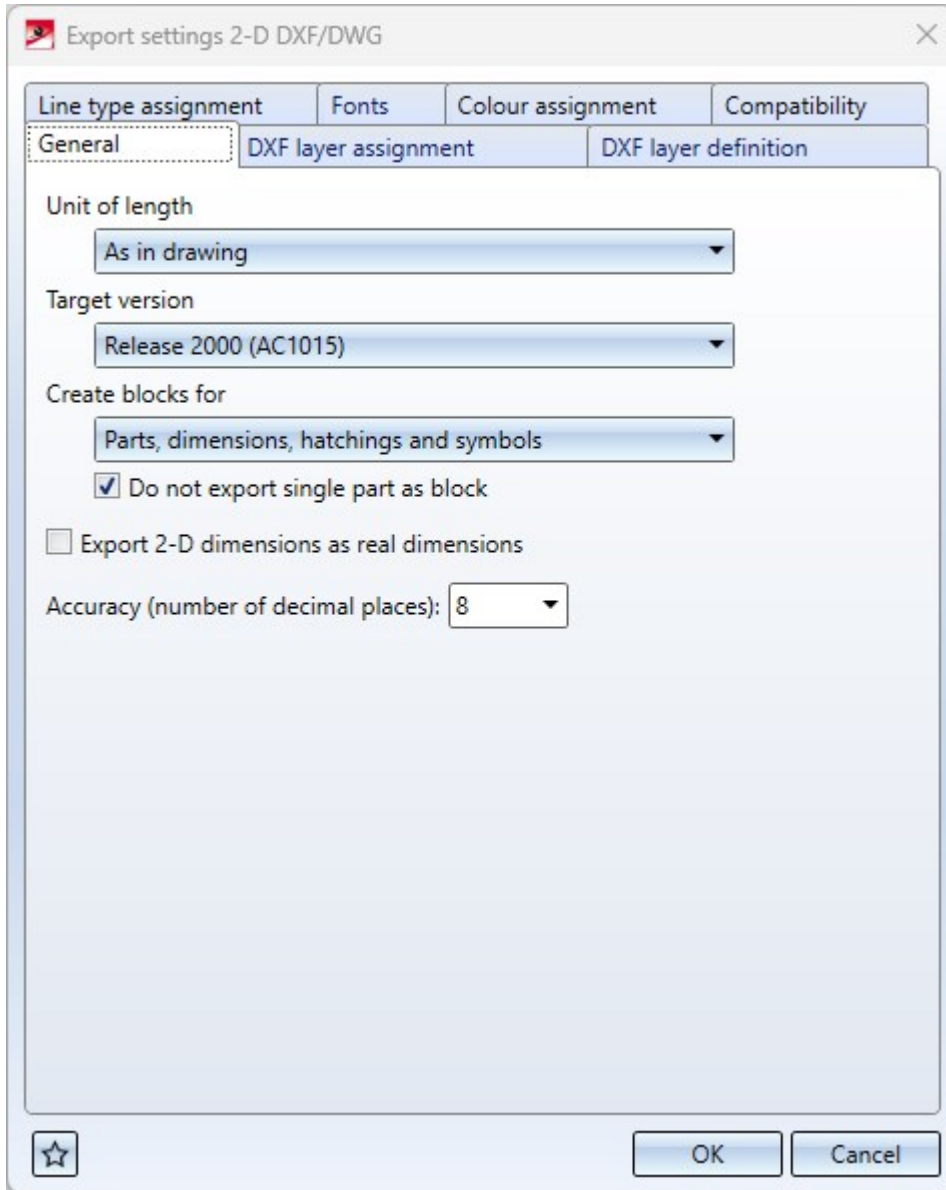 Export settings 2-D DXF/DWG
Line type assignment Fonts Colour assignment Compatibility
General DXF layer assignment DXF layer definition
Unit of length
As in drawing
Target version
Release 2000 (AC1015)
Create blocks for
Parts, dimensions, hatchings and symbols
Do not export single part as block
Export 2-D dimensions as real dimensions
Accuracy (number of decimal places): 8
OK Cancel